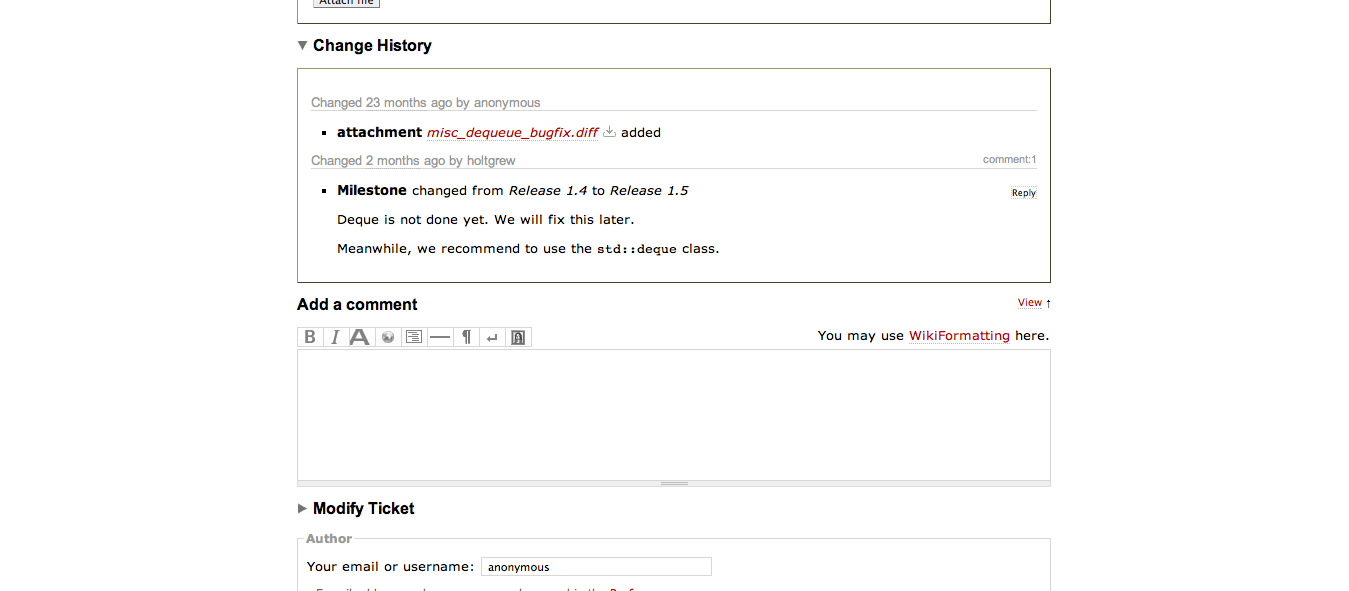 Attach file
Change History
Changed 23 months ago by anonymous
attachment misc_dequeue_bugfix.diff added
Changed 2 months ago by holtgrew comment:1
Milestone changed from Release 1.4 to Release 1.5 Reply
Deque is not done yet. We will fix this later.
Meanwhile, we recommend to use the std::deque class.
Add a comment View ↑
B I A ¶ You may use WikiFormatting here.
Modify Ticket
Author
Your email or username: anonymous